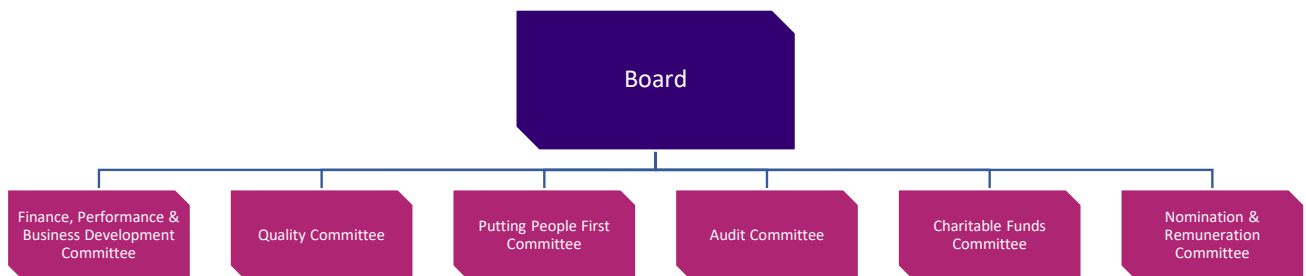 Board
Finance, Performance &
Business Development
Committee
Quality Committee
Putting People First
Committee
Audit Committee
Charitable Funds
Committee
Nomination &
Remuneration
Committee